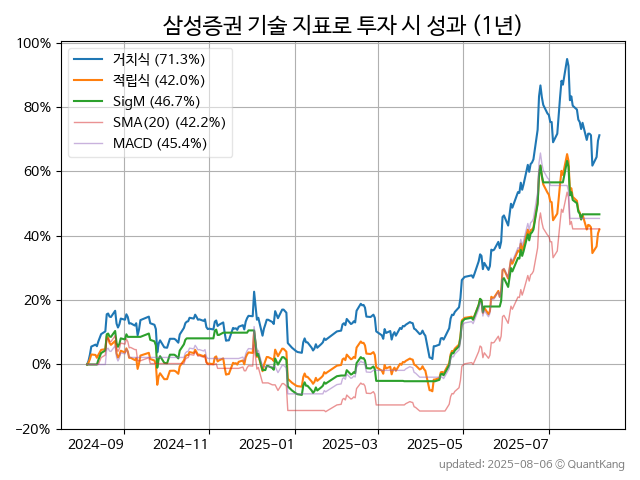 삼성증권 기술 지표로 투자 시 성과 (1년)
100%
80%
60%
40%
20%
0%
−20%
거치식 (71.3%)
적립식 (42.0%)
SigM (46.7%)
SMA(20) (42.2%)
MACD (45.4%)
2024-09
2024-11
2025-01
2025-03
2025-05
2025-07
updated: 2025-08-06 © QuantKang